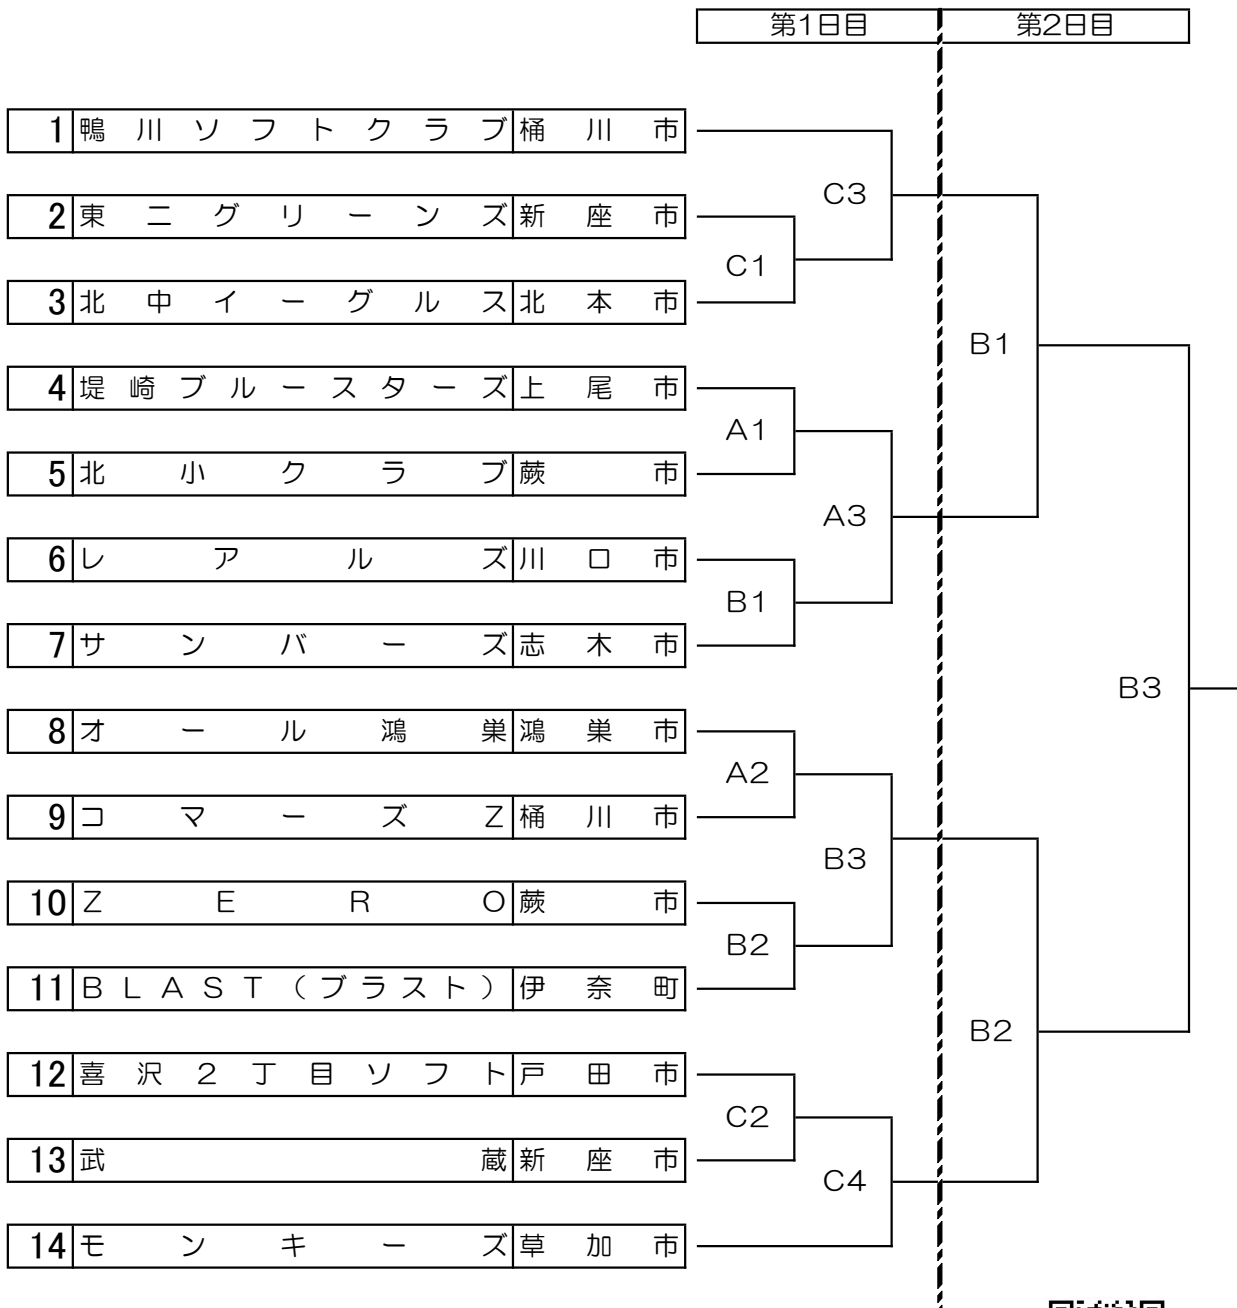 第1日目 第2日目
1 鴨川ソフトクラブ 桶川市
C3
2 東ニグリーンズ 新座市
C1
3 北中イーグルス 北本市
B1
4 堤崎ブルースターズ 上尾市
A1
5 北小クラブ 蕨市
A3
6 レアルズ 川口市
B1
7 サンバーズ 志木市
B3
8 オール鴻巣 鴻巣市
A2
9 コマーズZ 桶川市
B3
10 ZERO 蕨市
B2
11 BLAST（ブラスト） 伊奈町
B2
12 喜沢２丁目ソフト 戸田市
C2
13 武蔵 新座市
C4
14 モンキーズ 草加市